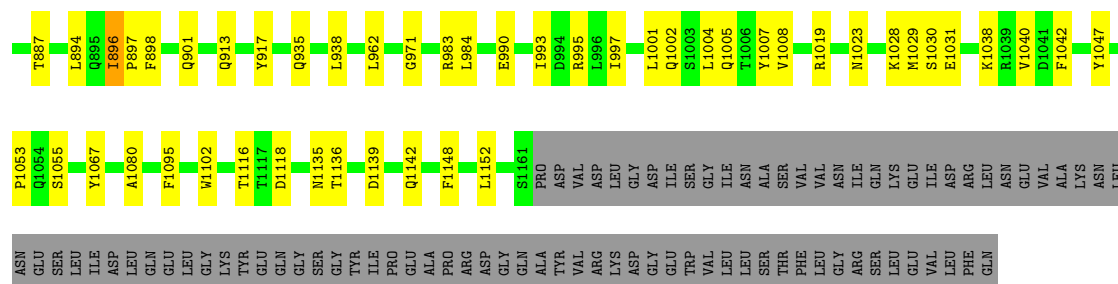 T887 L894 Q895 I896 P897 F898 Q901 Q913 Y917 Q935 L938 L962 G971 R983 L984 E990 I993 D994 R995 L996 I997 L1001 Q1002 S1003 L1004 Q1005 T1006 Y1007 V1008 R1019 N1023 K1028 M1029 S1030 E1031 K1038 R1039 V1040 D1041 F1042 Y1047
P1053 Q1054 S1055 Y1067 A1080 F1095 W1102 T1116 T1117 D1118 N1135 T1136 D1139 Q1142 F1148 L1152 S1161 PRO ASP VAL ASP LEU GLY ASP ILE SER GLY ILE ASN ALA SER VAL VAL ASN ILE GLN LYS GLU ILE ASP ARG LEU ASN GLU VAL ALA LYS ASN LEU
ASN GLU SER LEU ILE ASP LEU GLN GLU LEU GLY LYS TYR GLU GLN GLY SER GLY TYR ILE PRO GLU ALA PRO ARG ASP GLY GLN ALA TYR VAL ARG LYS ASP GLY GLU TRP VAL LEU LEU SER THR PHE LEU GLY ARG SER LEU GLU VAL LEU PHE GLN